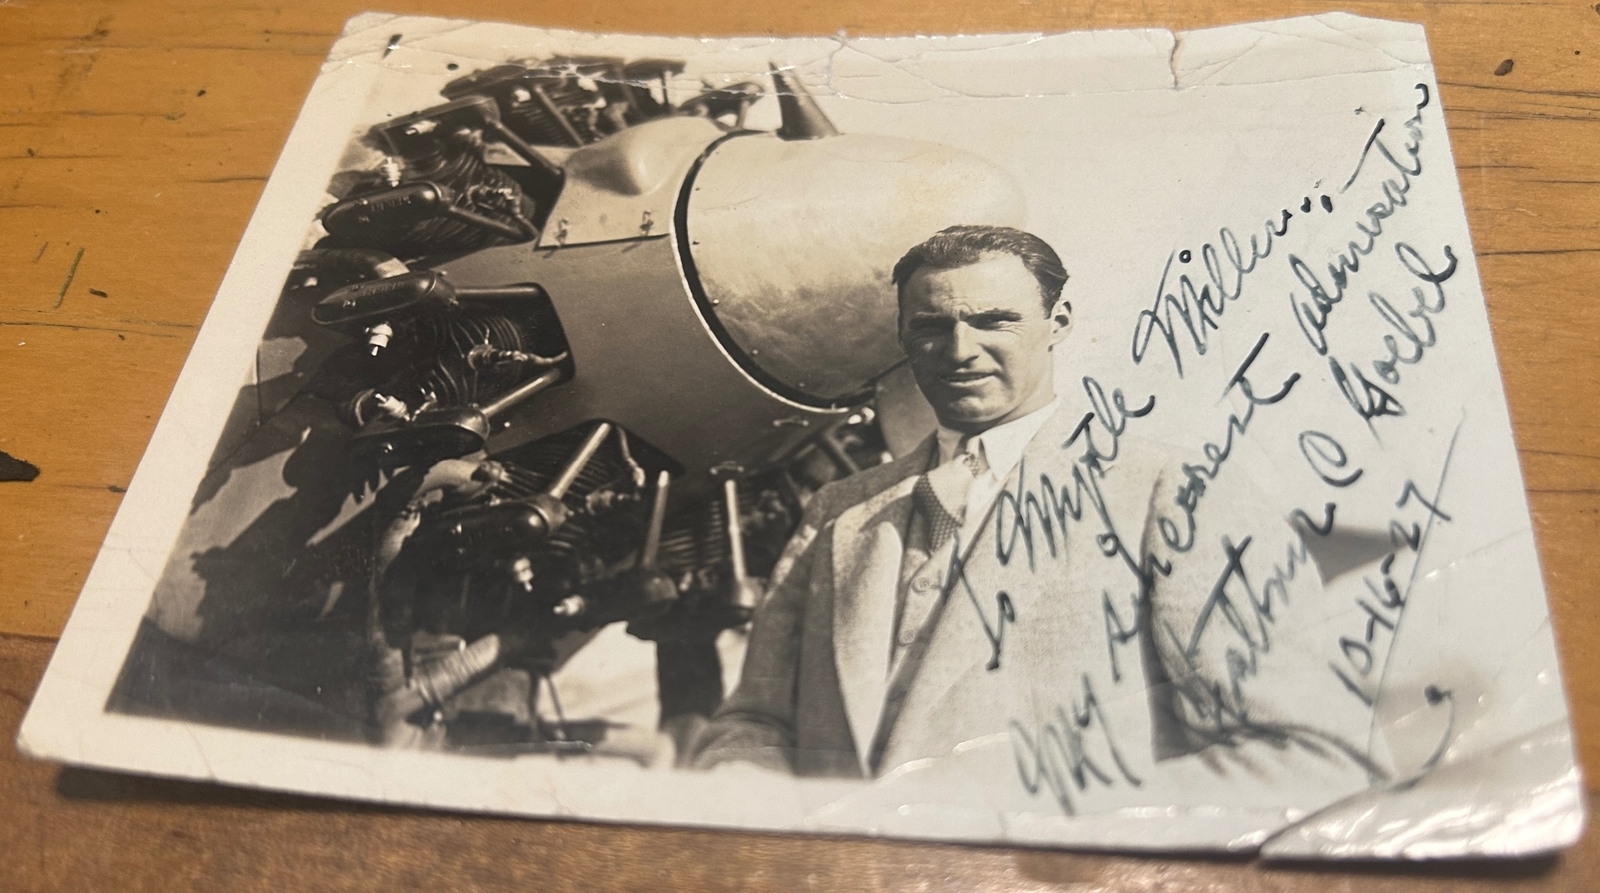 To Myrtle Miller:
My sincerest admiration
Arthur C Goebel
10-16-27